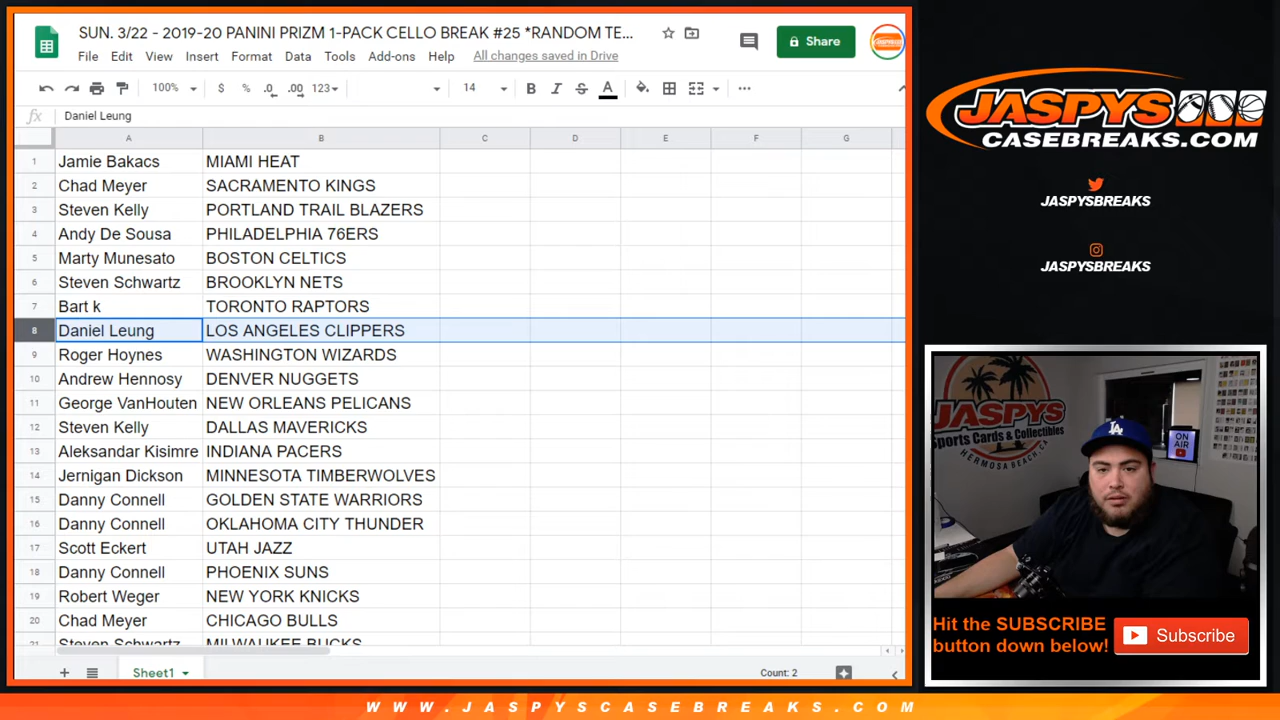 SUN. 3/22 - 2019-20 PANINI PRIZM 1-PACK CELLO BREAK #25 *RANDOM TE...
Share
File Edit View Insert Format Data Tools Add-ons Help All changes saved in Drive
100% $ % .0 .00 123 14 B I S A
fx Daniel Leung
A B C D E F G
1 Jamie Bakacs MIAMI HEAT
2 Chad Meyer SACRAMENTO KINGS
3 Steven Kelly PORTLAND TRAIL BLAZERS
4 Andy De Sousa PHILADELPHIA 76ERS
5 Marty Munesato BOSTON CELTICS
6 Steven Schwartz BROOKLYN NETS
7 Bart k TORONTO RAPTORS
8 Daniel Leung LOS ANGELES CLIPPERS
9 Roger Hoynes WASHINGTON WIZARDS
10 Andrew Hennosy DENVER NUGGETS
11 George VanHouten NEW ORLEANS PELICANS
12 Steven Kelly DALLAS MAVERICKS
13 Aleksandar Kisimre INDIANA PACERS
14 Jernigan Dickson MINNESOTA TIMBERWOLVES
15 Danny Connell GOLDEN STATE WARRIORS
16 Danny Connell OKLAHOMA CITY THUNDER
17 Scott Eckert UTAH JAZZ
18 Danny Connell PHOENIX SUNS
19 Robert Weger NEW YORK KNICKS
20 Chad Meyer CHICAGO BULLS
21 Steven Schwartz MILWAUKEE BUCKS
Sheet1
Count: 2
JASPYS
CASEBREAKS.COM
JASPYSBREAKS
JASPYSBREAKS
JASPYS
Sports Cards & Collectibles
HERMOSA BEACH, CA
LA
ON
AIR
Hit the SUBSCRIBE
button down below!
Subscribe
WWW.JASPYSCASEBREAKS.COM